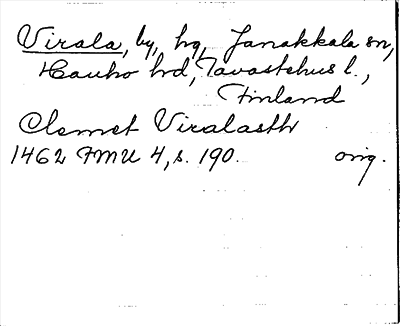 Virala, by, hg, Janakkala sn,
Hauho hd, Tavastehus l.,
Finland
Clemet Viralasth
1462 FMU 4, s. 190. orig.